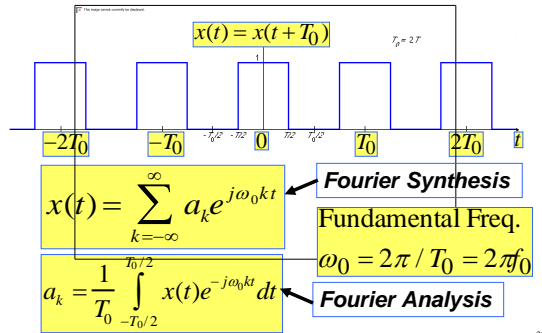 This image cannot currently be displayed.
x(t) = x(t + T₀)
T₀ = 2T
1
-T₀/2 -T/2 T/2 T₀/2
-2T₀ -T₀ 0 T₀ 2T₀ t
x(t) = ∑_{k=-∞}^{∞} a_k e^{jω₀kt}
Fourier Synthesis
Fundamental Freq.
ω₀ = 2π / T₀ = 2πf₀
a_k = 1/T₀ ∫_{-T₀/2}^{T₀/2} x(t)e^{-jω₀kt} dt
Fourier Analysis